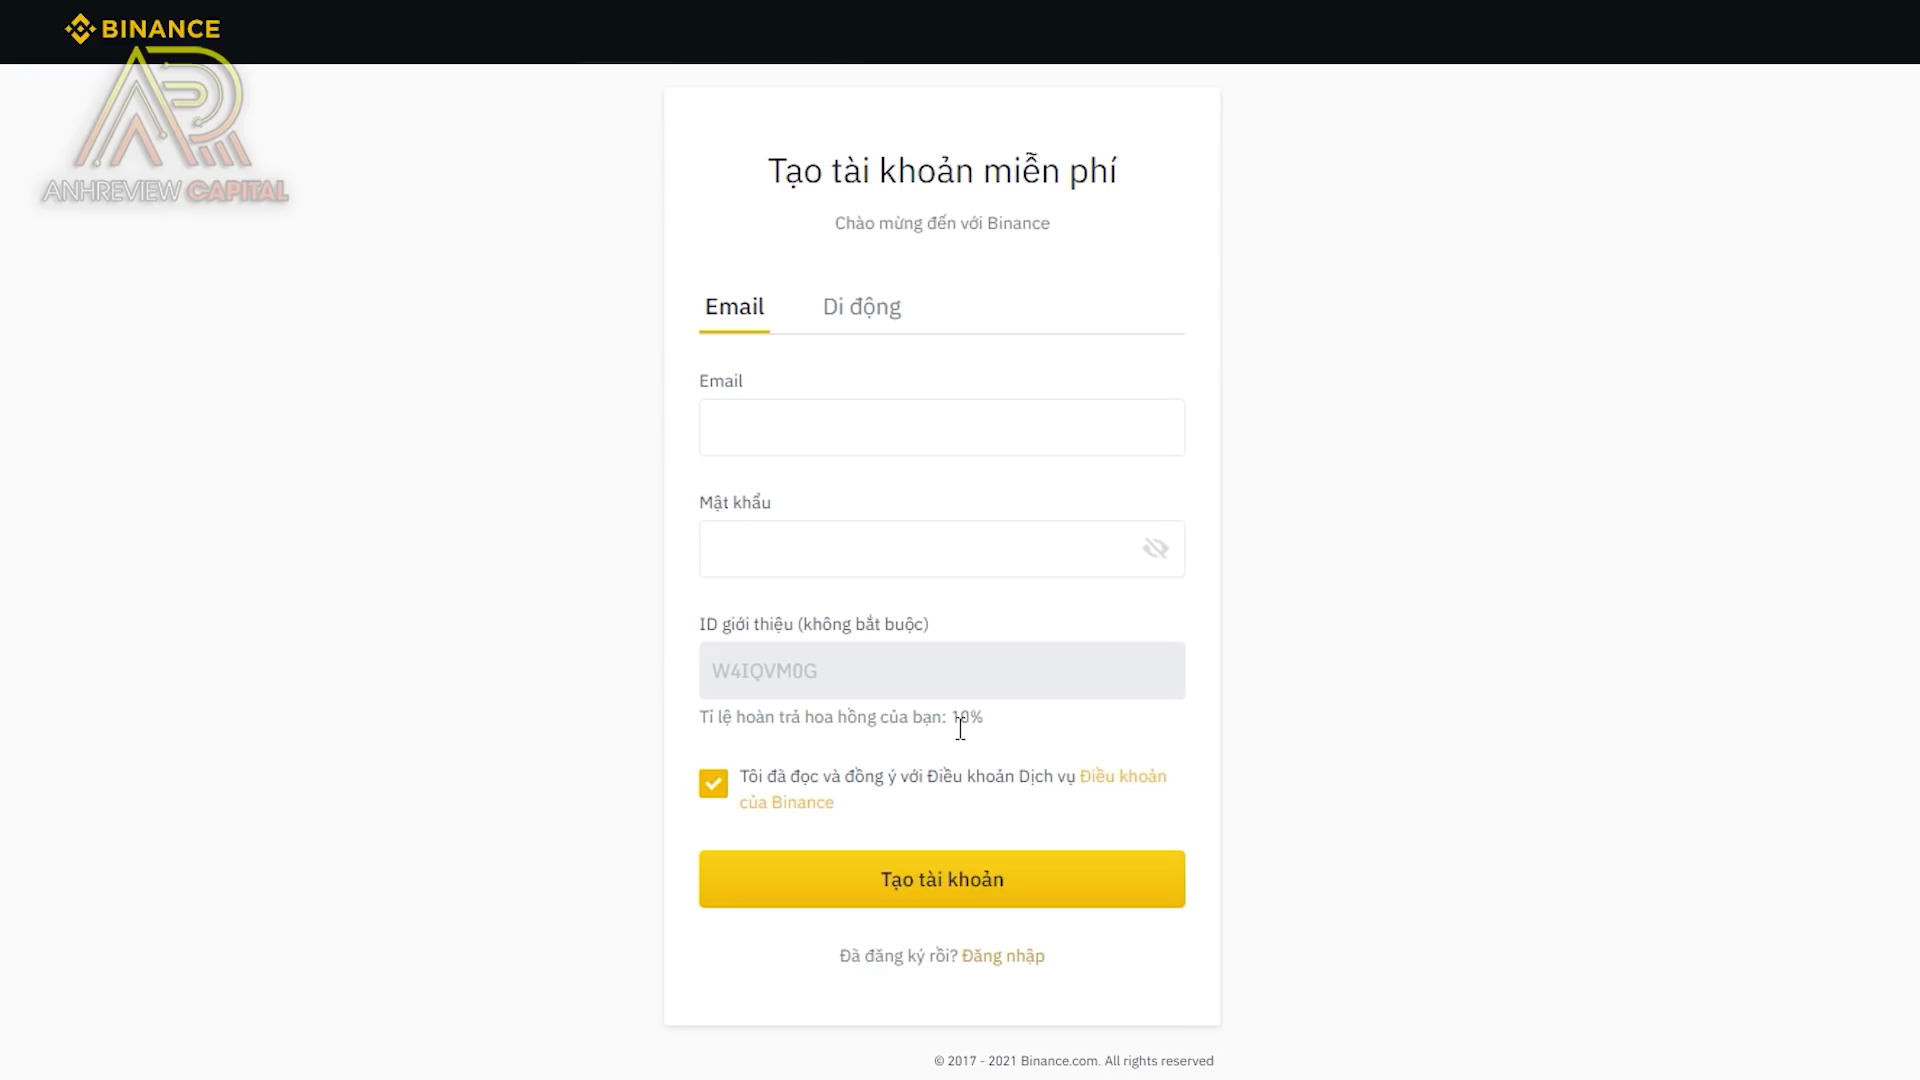 BINANCE
ANHREVIEW CAPITAL
Tạo tài khoản miễn phí
Chào mừng đến với Binance
Email Di động
Email
Mật khẩu
ID giới thiệu (không bắt buộc)
W4IQVM0G
Tỉ lệ hoàn trả hoa hồng của bạn: 10%
Tôi đã đọc và đồng ý với Điều khoản Dịch vụ Điều khoản
của Binance
Tạo tài khoản
Đã đăng ký rồi? Đăng nhập
© 2017 - 2021 Binance.com. All rights reserved